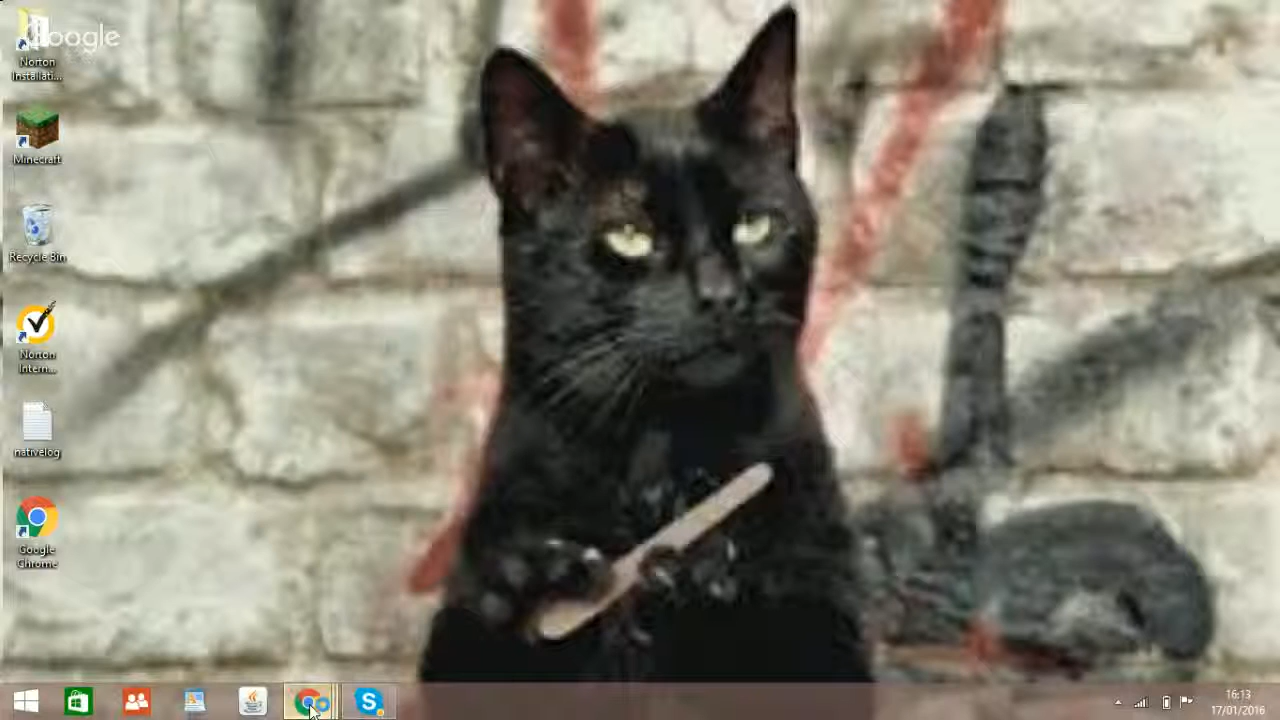 Google
Norton
Installati...
Minecraft
Recycle Bin
Norton
Intern...
nativelog
Google
Chrome
16:13
17/01/2016